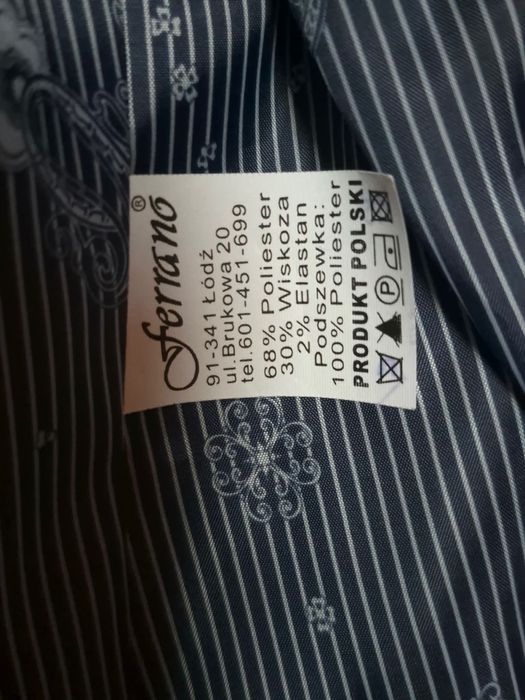 ferrano®
91-341 Łódź
ul.Brukowa 20
tel.601-451-699
68% Poliester
30% Wiskoza
2% Elastan
Podszewka:
100% Poliester
PRODUKT POLSKI
P